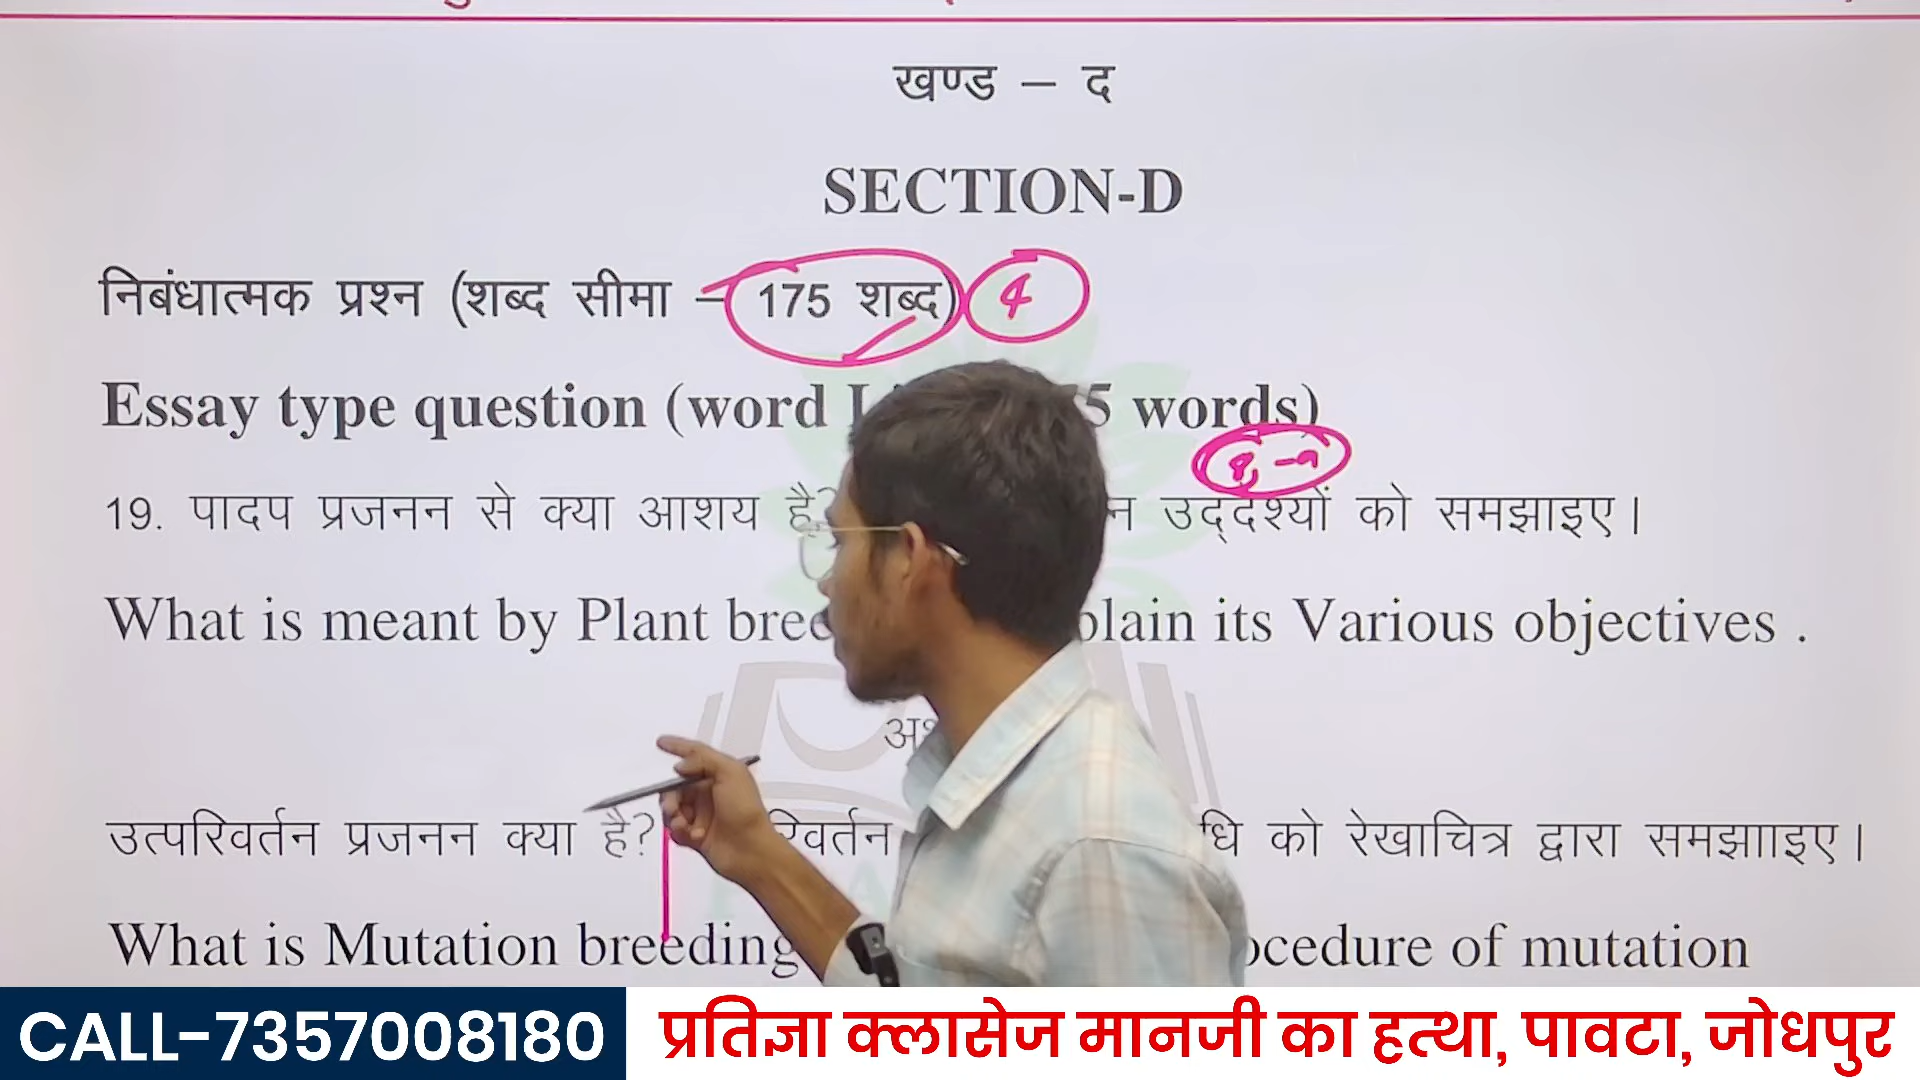 खण्ड – द
SECTION-D
निबंधात्मक प्रश्न (शब्द सीमा – 175 शब्द) 4
Essay type question (word 5 words)
19. पादप प्रजनन से क्या आशय है? न उद्देश्यों को समझाइए।
What is meant by Plant bree plain its Various objectives .
उत्परिवर्तन प्रजनन क्या है? रिवर्तन धि को रेखाचित्र द्वारा समझााइए।
What is Mutation breeding ocedure of mutation
CALL-7357008180 प्रतिज्ञा क्लासेज मानजी का हत्था, पावटा, जोधपुर